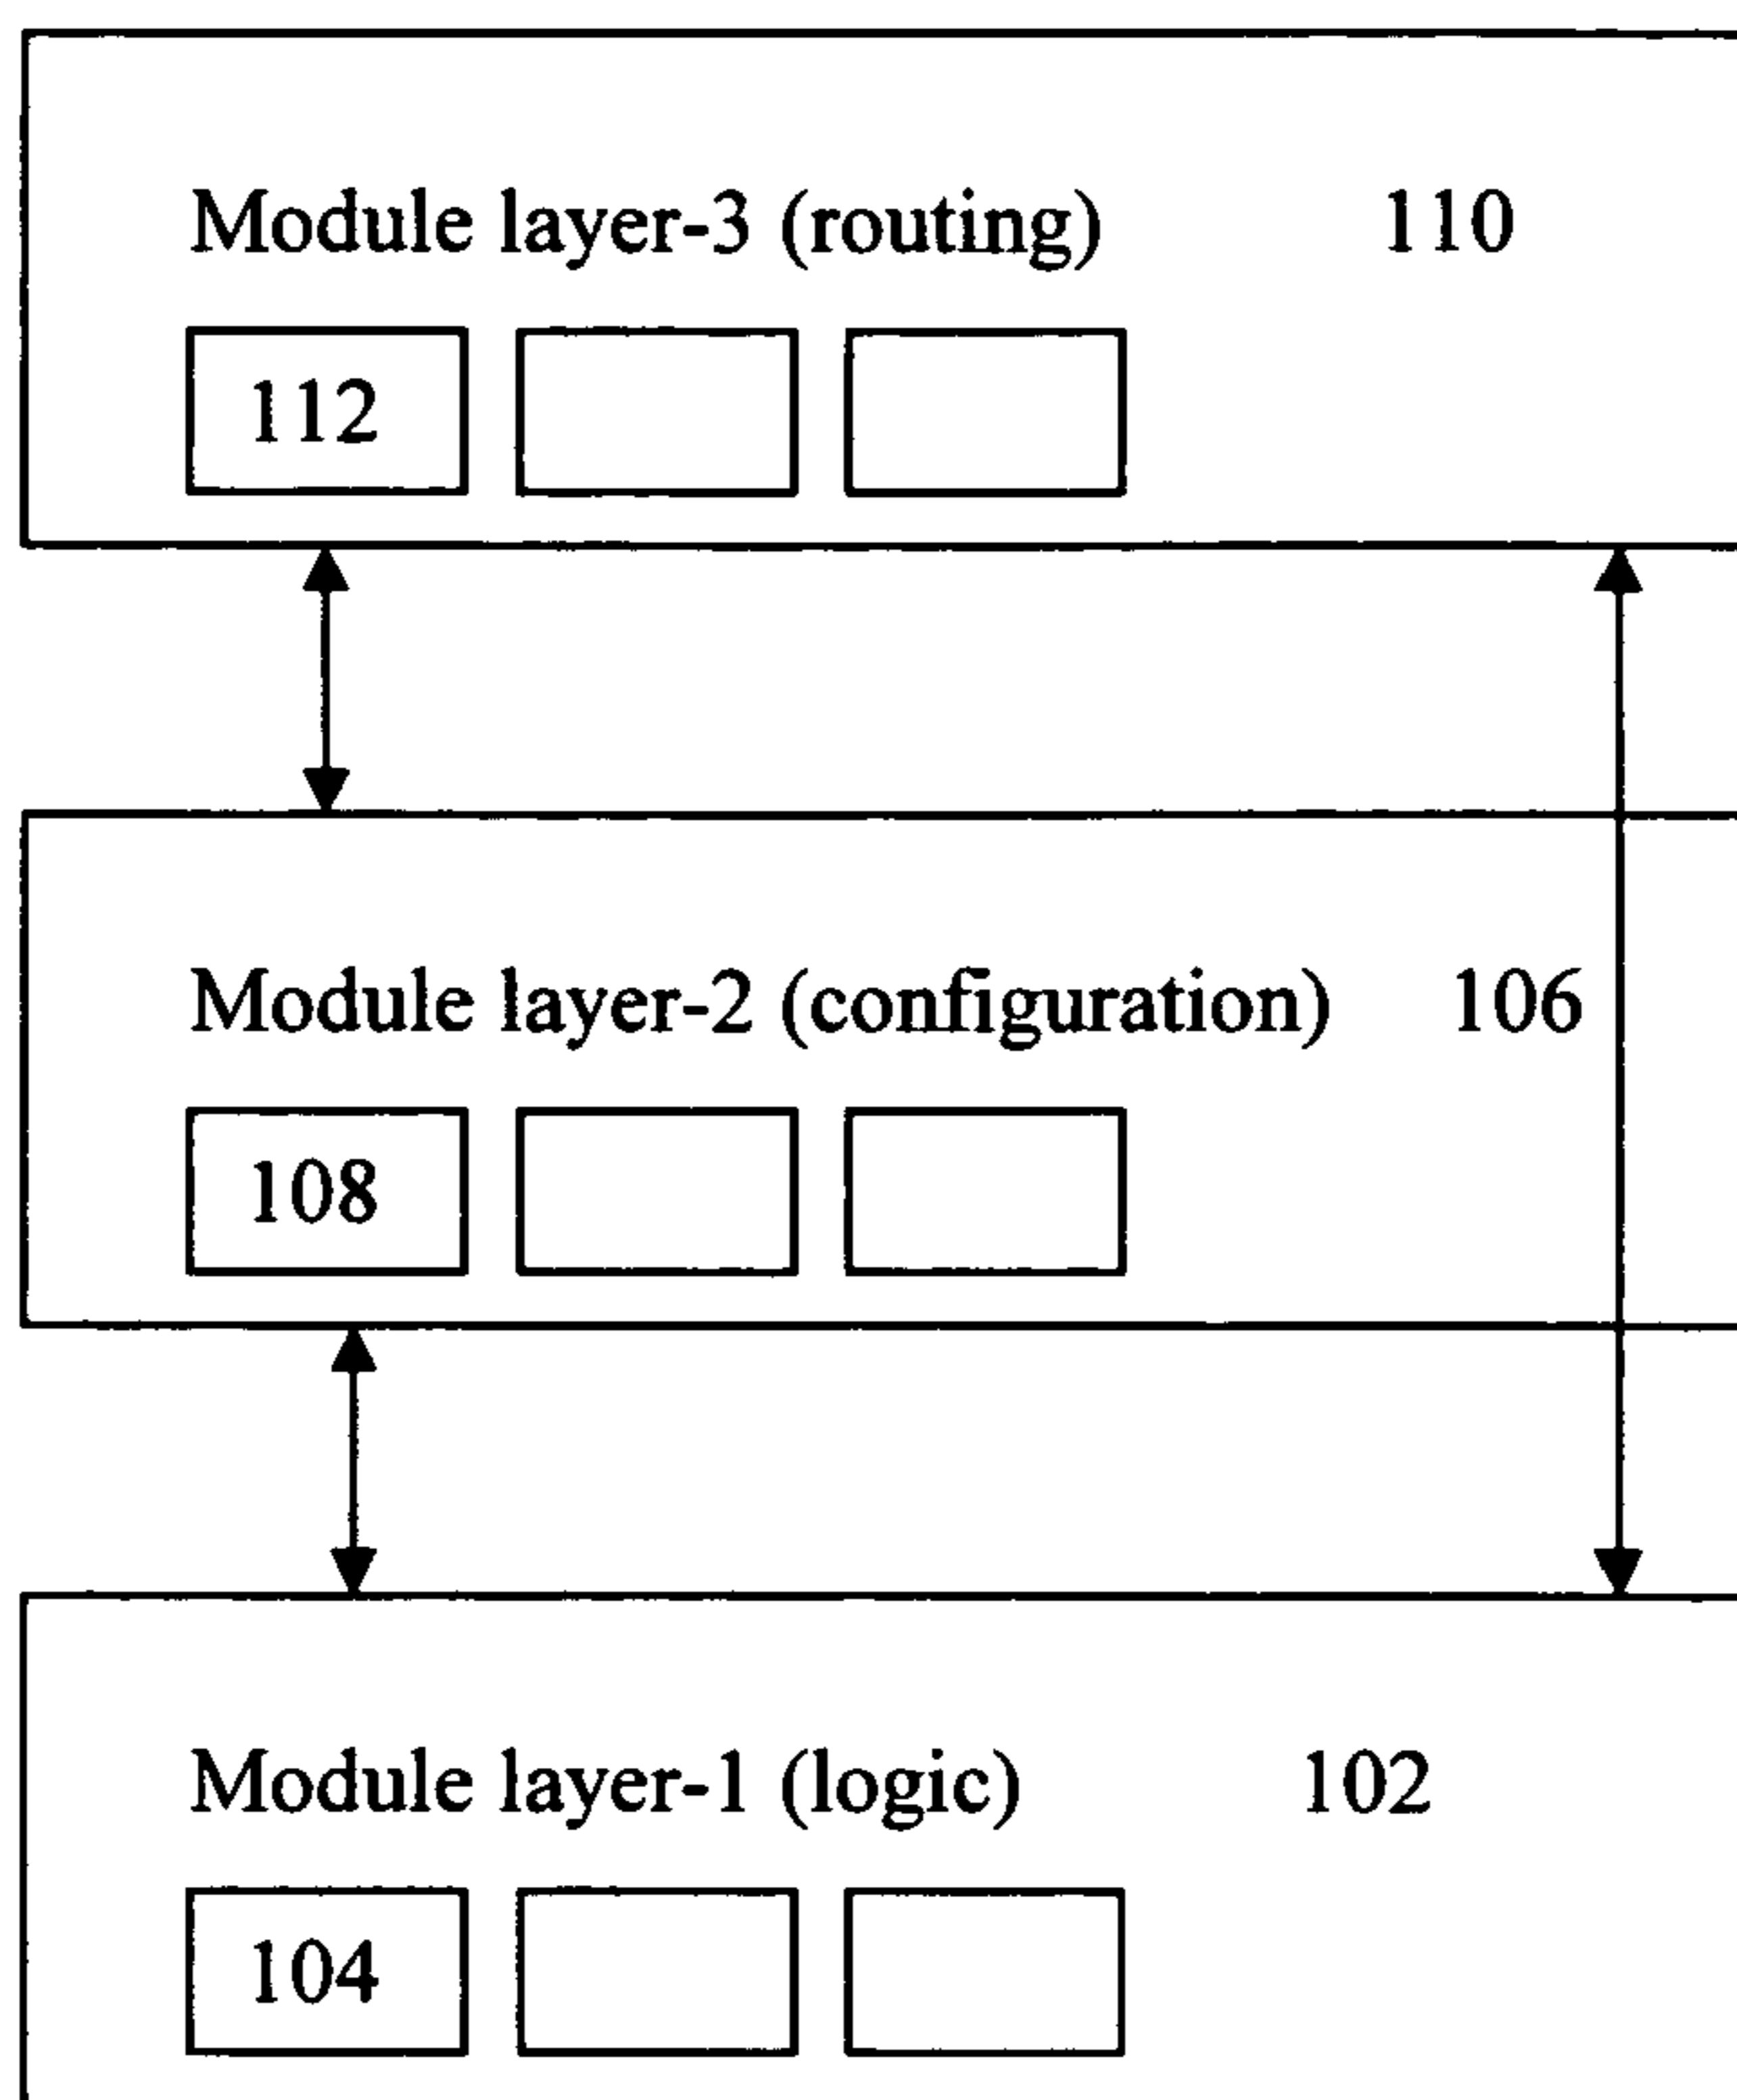 Module layer-3 (routing) 110
112
Module layer-2 (configuration) 106
108
Module layer-1 (logic) 102
104